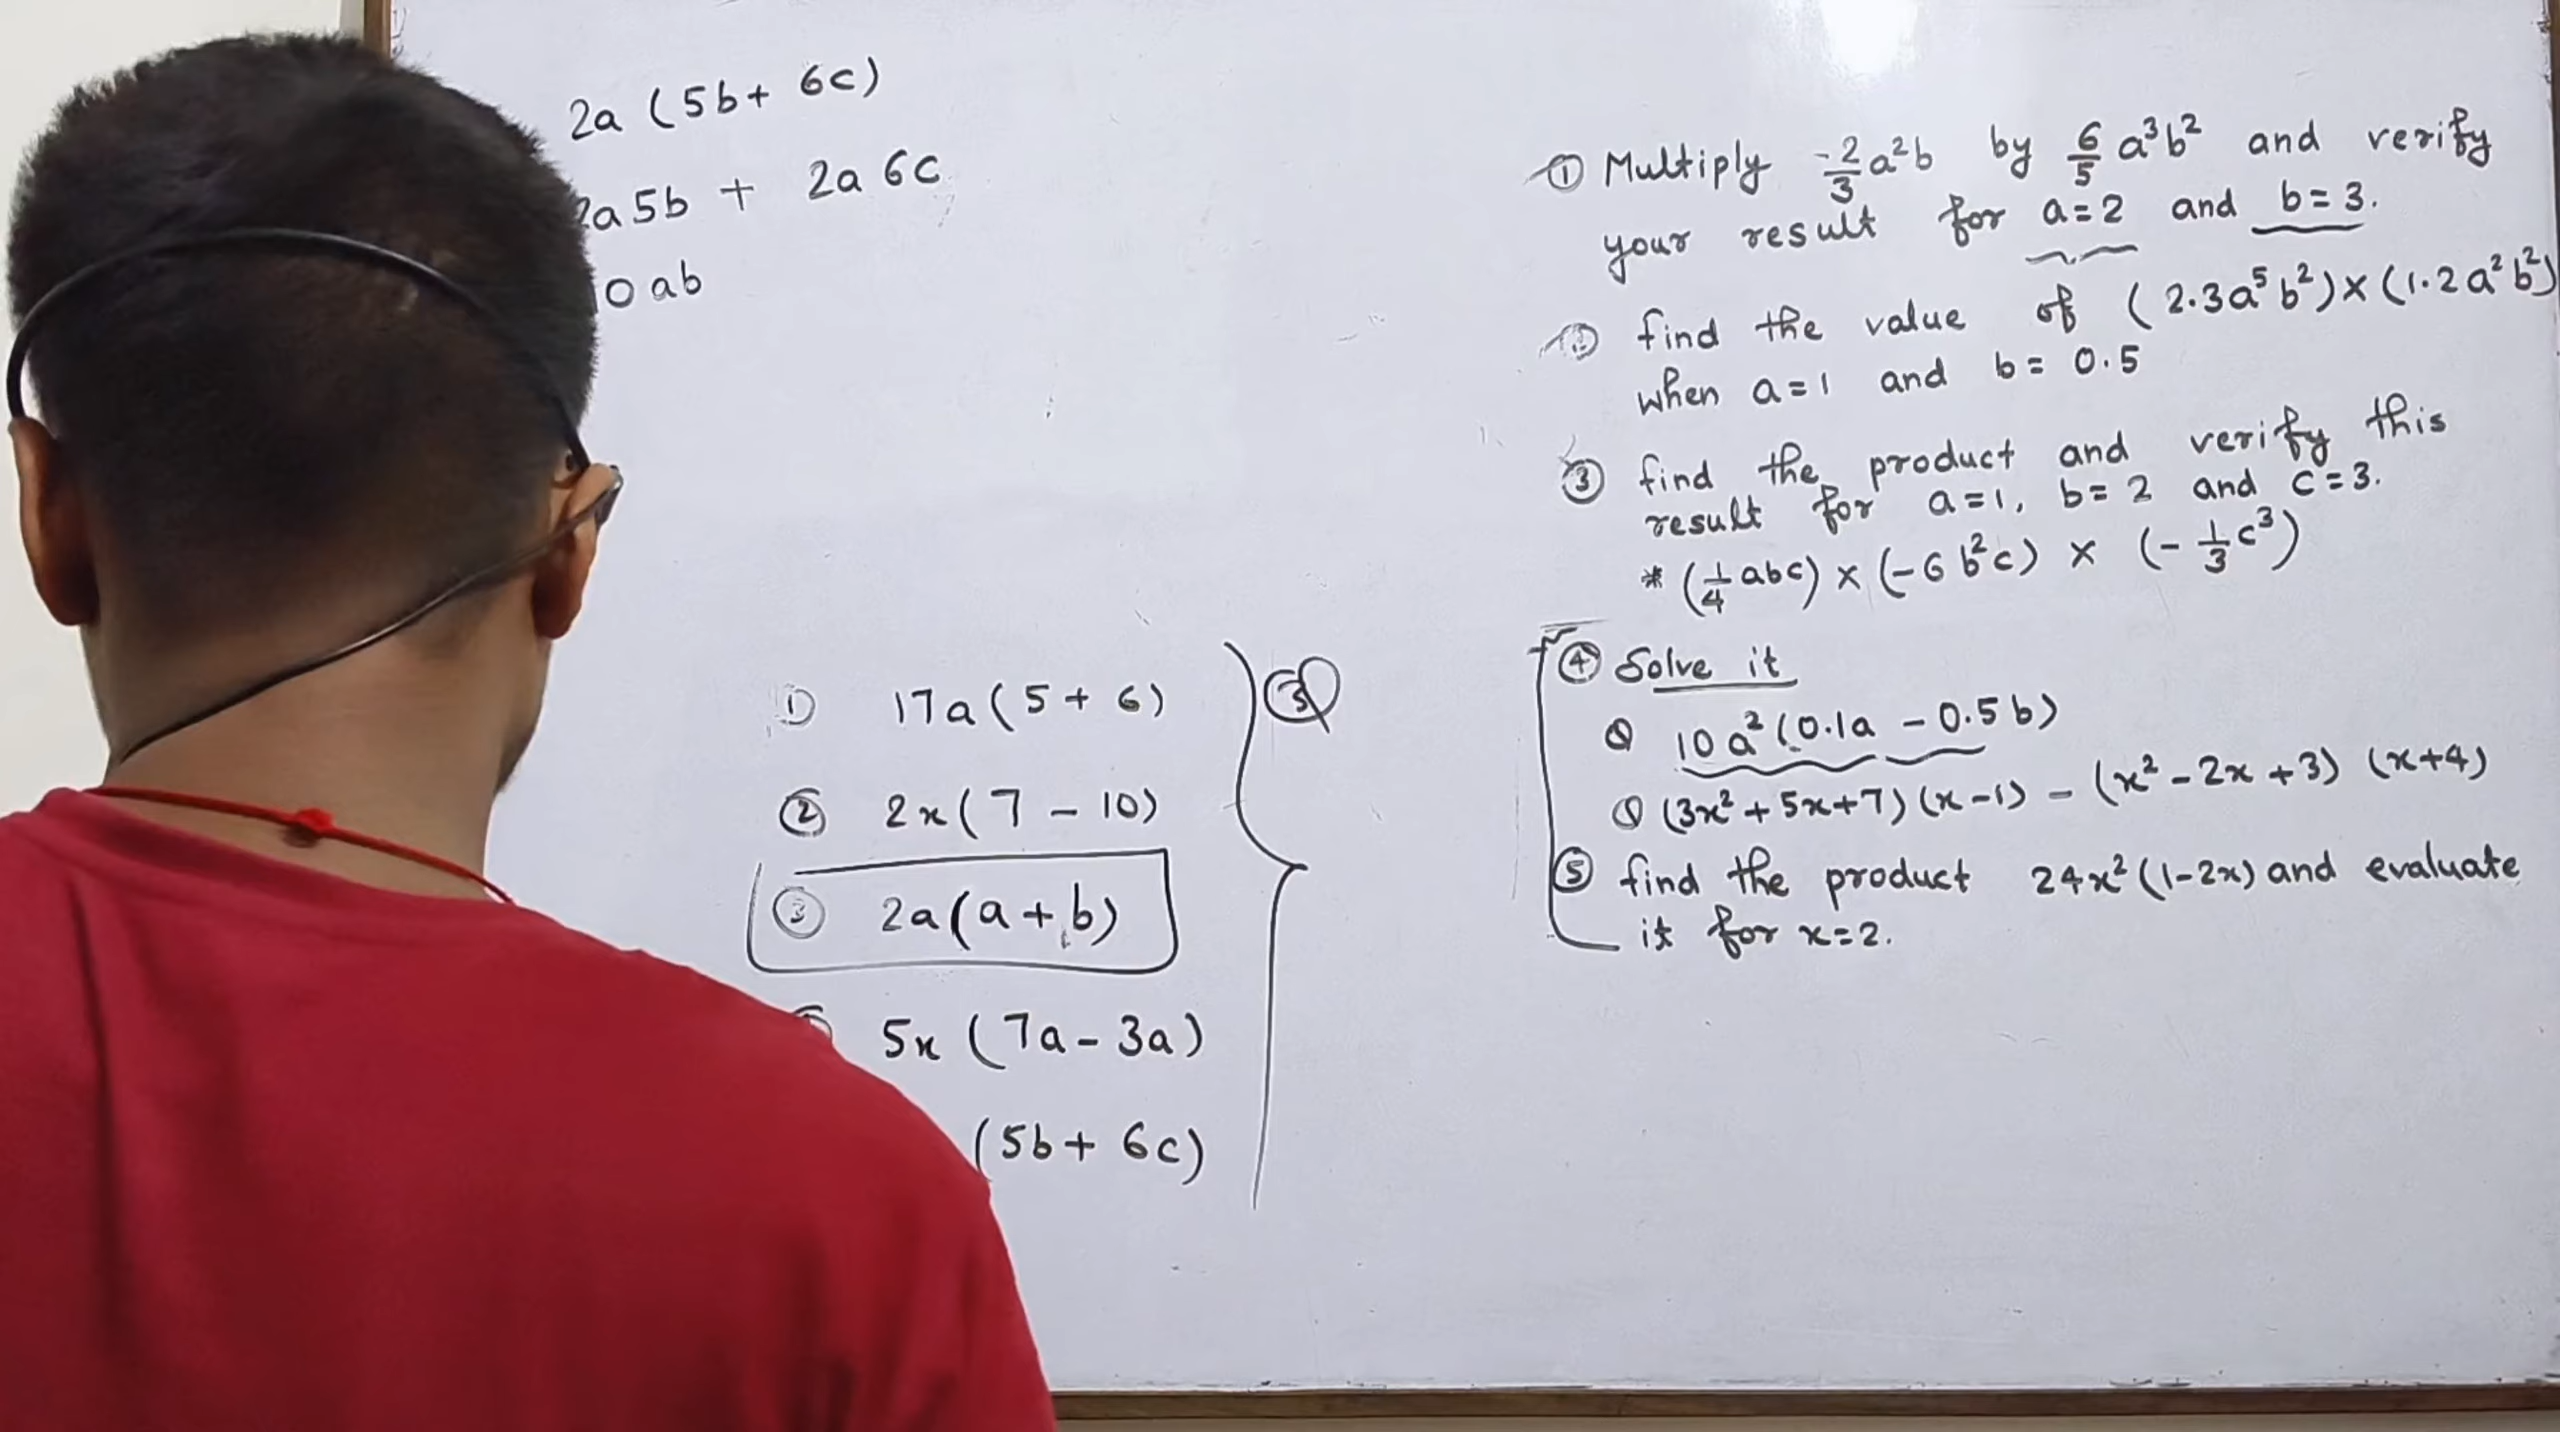 2a (5b + 6c)
2a5b + 2a 6c
10ab
① 17a (5 + 6)
② 2x (7 - 10)
③ 2a (a + b)
5x (7a - 3a)
(5b + 6c)
③
① Multiply -2/3 a²b by 6/5 a³b² and verify
your result for a=2 and b=3.
② find the value of (2.3a⁵b²)×(1.2a²b²)
when a=1 and b= 0.5
③ find the product and verify this
result for a=1, b=2 and c=3.
* (1/4 abc) × (-6b²c) × (-1/3 c³)
④ Solve it
10a² (0.1a - 0.5b)
(3x² + 5x + 7) (x - 1) - (x² - 2x + 3) (x + 4)
⑤ find the product 24x² (1-2x) and evaluate
it for x=2.